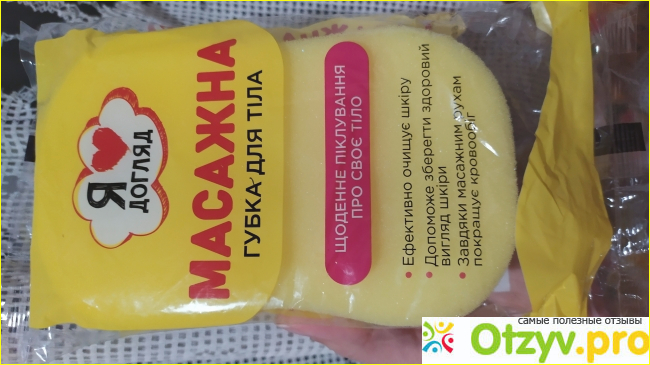 Я
ДОГЛЯД
МАСАЖНА
ГУБКА ДЛЯ ТІЛА
ЩОДЕННЕ ПІКЛУВАННЯ
ПРО СВОЄ ТІЛО
• Ефективно очищує шкіру
• Допоможе зберегти здоровий
вигляд шкіри
• Завдяки масажним рухам
покращує кровообіг
самые полезные отзывы
Otzyv.pro